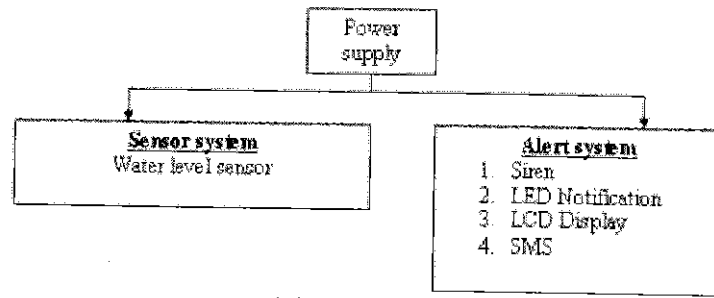 Power
supply
Sensor system
Water level sensor
Alert system
1. Siren
2. LED Notification
3. LCD Display
4. SMS